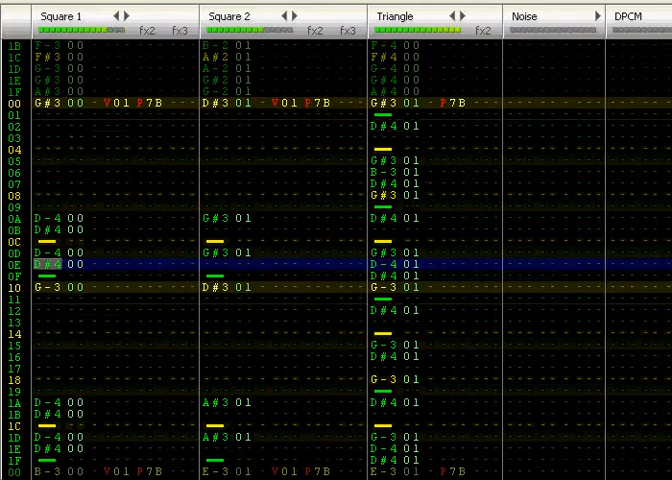 Square 1 Square 2 Triangle Noise DPCM
fx2 fx3 fx2 fx3 fx2
1B F-3 00 B-2 01 F-4 00
1C F#3 00 A#2 01 F#4 00
1D G-3 00 A-2 01 G-4 00
1E G#3 00 G#2 01 G#4 00
1F A#3 00 G-2 01 A#4 00
00 G#3 00 V01 P7B D#3 01 V01 P7B G#3 01 P7B
01
02 D#4 01
03
04
05 G#3 01
06 B-3 01
07 D#4 01
08 G#3 01
09
0A D-4 00 G#3 01 D#4 01
0B D#4 00
0C
0D D-4 00 G#3 01 G#3 01
0E D#4 00 D-4 01
0F D#4 01
10 G-3 00 D#3 01 G-3 01
11
12 D#4 01
13
14
15 G-3 01
16 D#4 01
17
18 G-3 01
19
1A D-4 00 A#3 01 D#4 01
1B D#4 00
1C
1D D-4 00 A#3 01 G-3 01
1E D#4 00 D-4 01
1F D#4 01
00 B-3 00 V01 P7B E-3 01 V01 P7B E-3 01 P7B